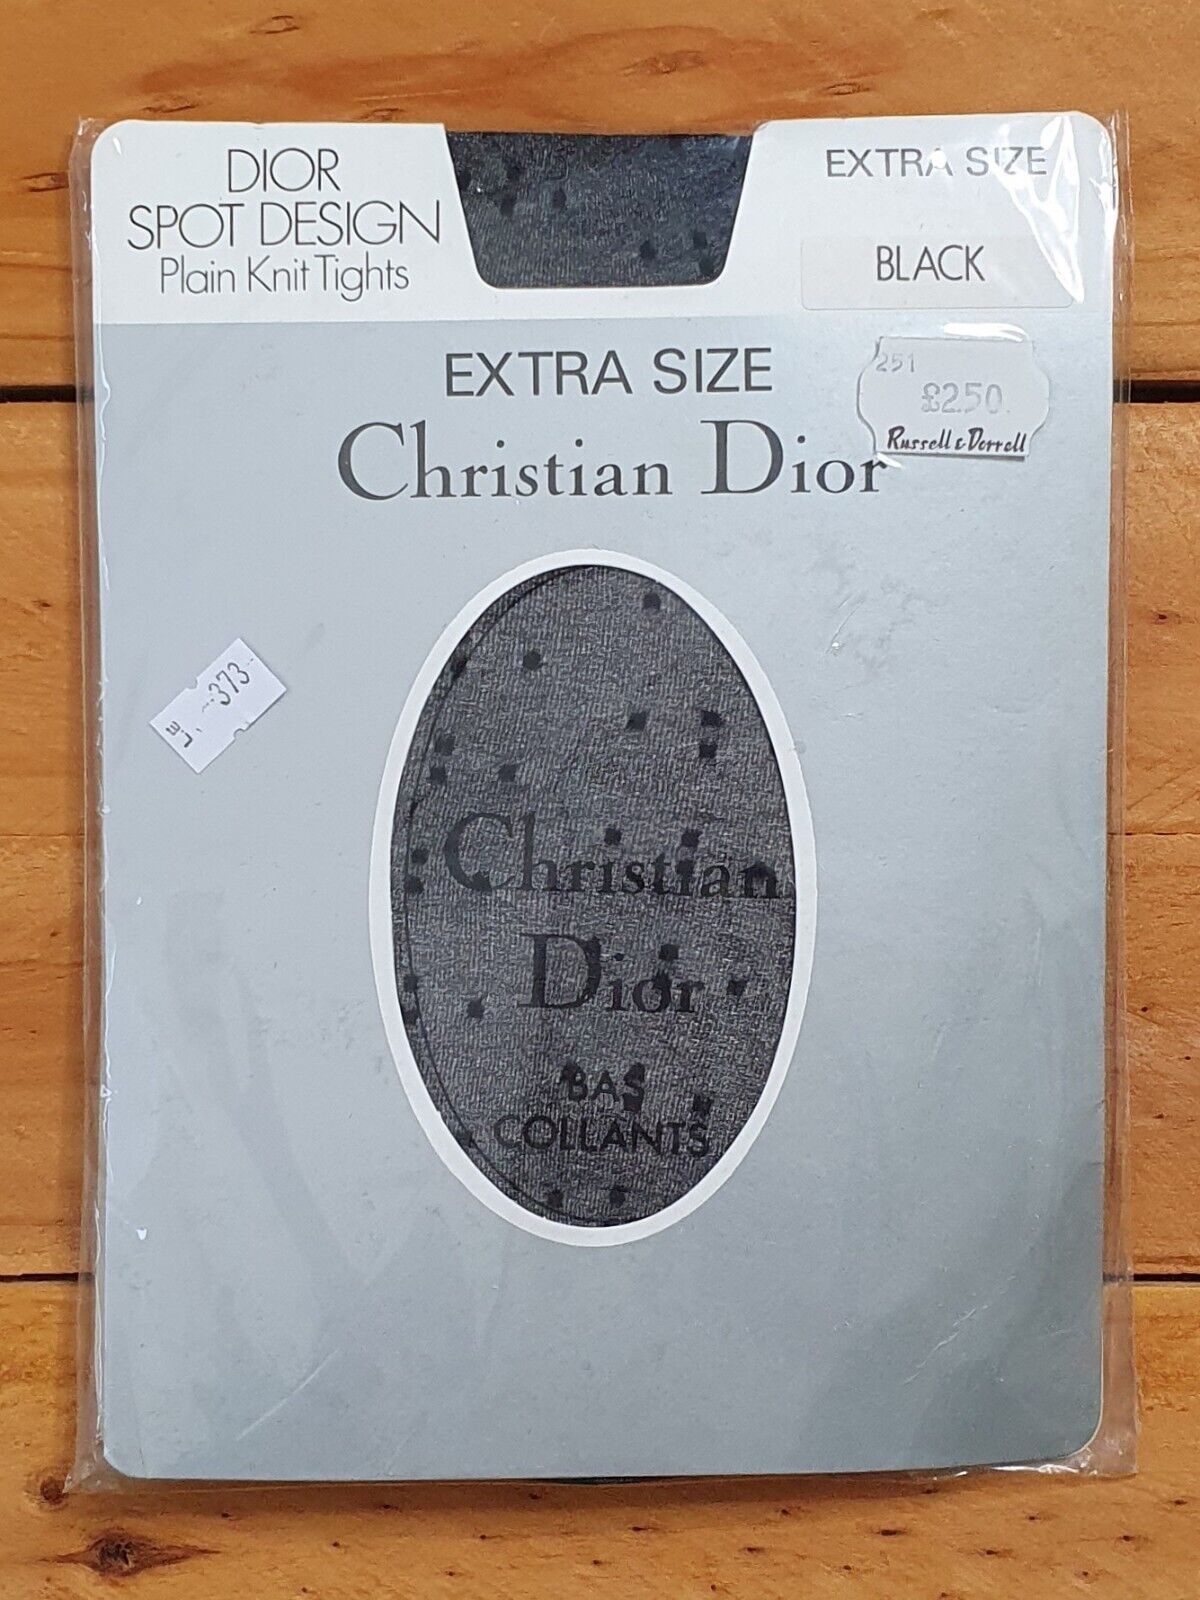 DIOR
SPOT DESIGN
Plain Knit Tights
EXTRA SIZE
BLACK
EXTRA SIZE
Christian Dior
251
£2.50
Russell & Dorrell
373
Christian
Dior
BAS
COLLANTS